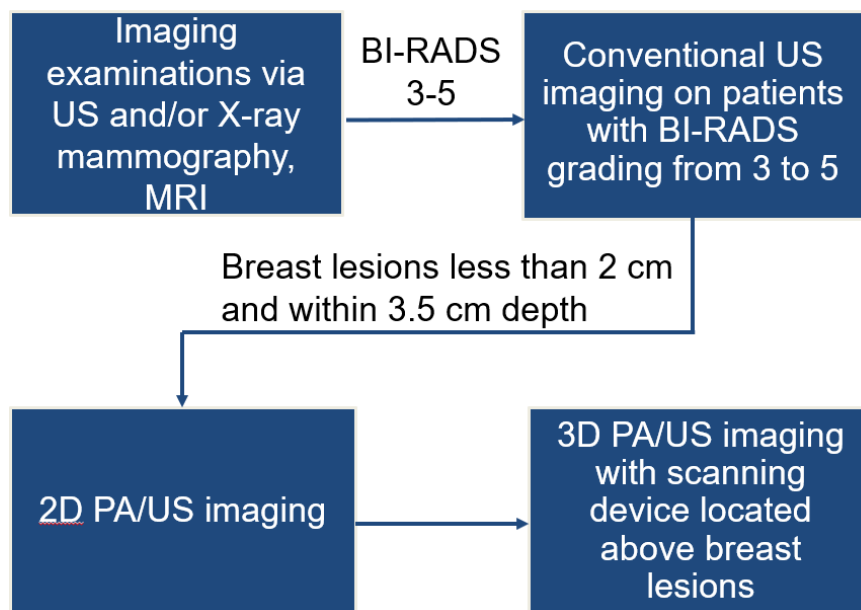 Imaging
examinations via
US and/or X-ray
mammography,
MRI
BI-RADS
3-5
Conventional US
imaging on patients
with BI-RADS
grading from 3 to 5
Breast lesions less than 2 cm
and within 3.5 cm depth
2D PA/US imaging
3D PA/US imaging
with scanning
device located
above breast
lesions